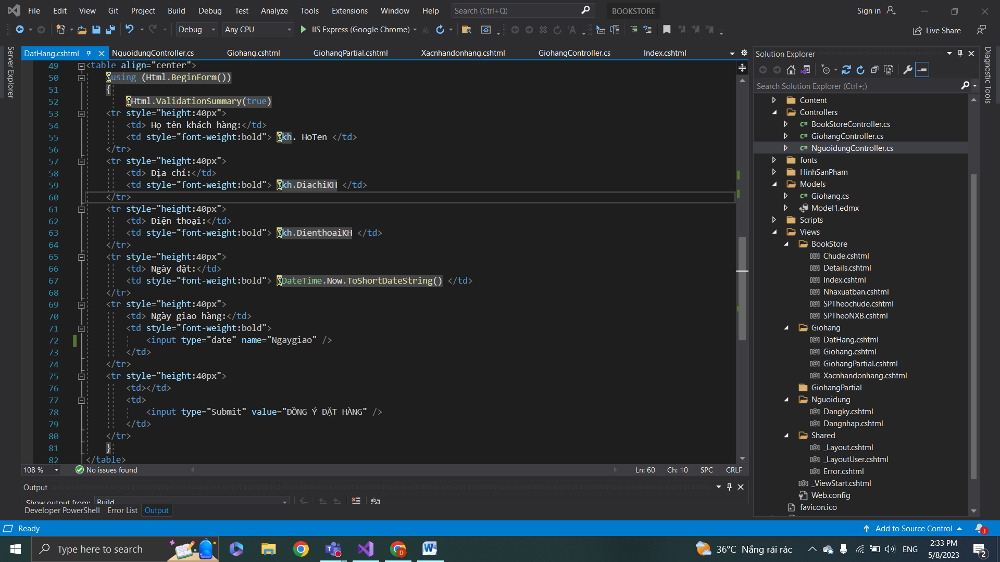 File Edit View Git Project Build Debug Test Analyze Tools Extensions Window Help Search (Ctrl+Q) BOOKSTORE Sign in
Debug Any CPU IIS Express (Google Chrome) Live Share
Server Explorer
DatHang.cshtml NguoidungController.cs Giohang.cshtml GiohangPartial.cshtml Xacnhandonhang.cshtml GiohangController.cs Index.cshtml
49 <table align="center">
50 @using (Html.BeginForm())
51 {
52 @Html.ValidationSummary(true)
53 <tr style="height:40px">
54 <td> Họ tên khách hàng:</td>
55 <td style="font-weight:bold"> @kh. HoTen </td>
56 </tr>
57 <tr style="height:40px">
58 <td> Địa chỉ:</td>
59 <td style="font-weight:bold"> @kh.DiachiKH </td>
60 </tr>
61 <tr style="height:40px">
62 <td> Điện thoại:</td>
63 <td style="font-weight:bold"> @kh.DienthoaiKH </td>
64 </tr>
65 <tr style="height:40px">
66 <td> Ngày đặt:</td>
67 <td style="font-weight:bold"> @DateTime.Now.ToShortDateString() </td>
68 </tr>
69 <tr style="height:40px">
70 <td> Ngày giao hàng:</td>
71 <td style="font-weight:bold">
72 <input type="date" name="Ngaygiao" />
73 </td>
74 </tr>
75 <tr style="height:40px">
76 <td></td>
77 <td>
78 <input type="Submit" value="ĐỒNG Ý ĐẶT HÀNG" />
79 </td>
80 </tr>
81 }
82 </table>
108 % No issues found Ln: 60 Ch: 10 SPC CRLF
Output
Show output from: Build
Developer PowerShell Error List Output
Solution Explorer
Search Solution Explorer (Ctrl+;)
Content
Controllers
BookStoreController.cs
GiohangController.cs
NguoidungController.cs
fonts
HinhSanPham
Models
Giohang.cs
Model1.edmx
Scripts
Views
BookStore
Chude.cshtml
Details.cshtml
Index.cshtml
Nhaxuatban.cshtml
SPTheochude.cshtml
SPTheoNXB.cshtml
Giohang
DatHang.cshtml
Giohang.cshtml
GiohangPartial.cshtml
Xacnhandonhang.cshtml
GiohangPartial
Nguoidung
Dangky.cshtml
Dangnhap.cshtml
Shared
_Layout.cshtml
_LayoutUser.cshtml
Error.cshtml
_ViewStart.cshtml
Web.config
favicon.ico
Diagnostic Tools
Ready Add to Source Control 3
Type here to search 36°C Nắng rải rác ENG 2:33 PM
5/8/2023 2